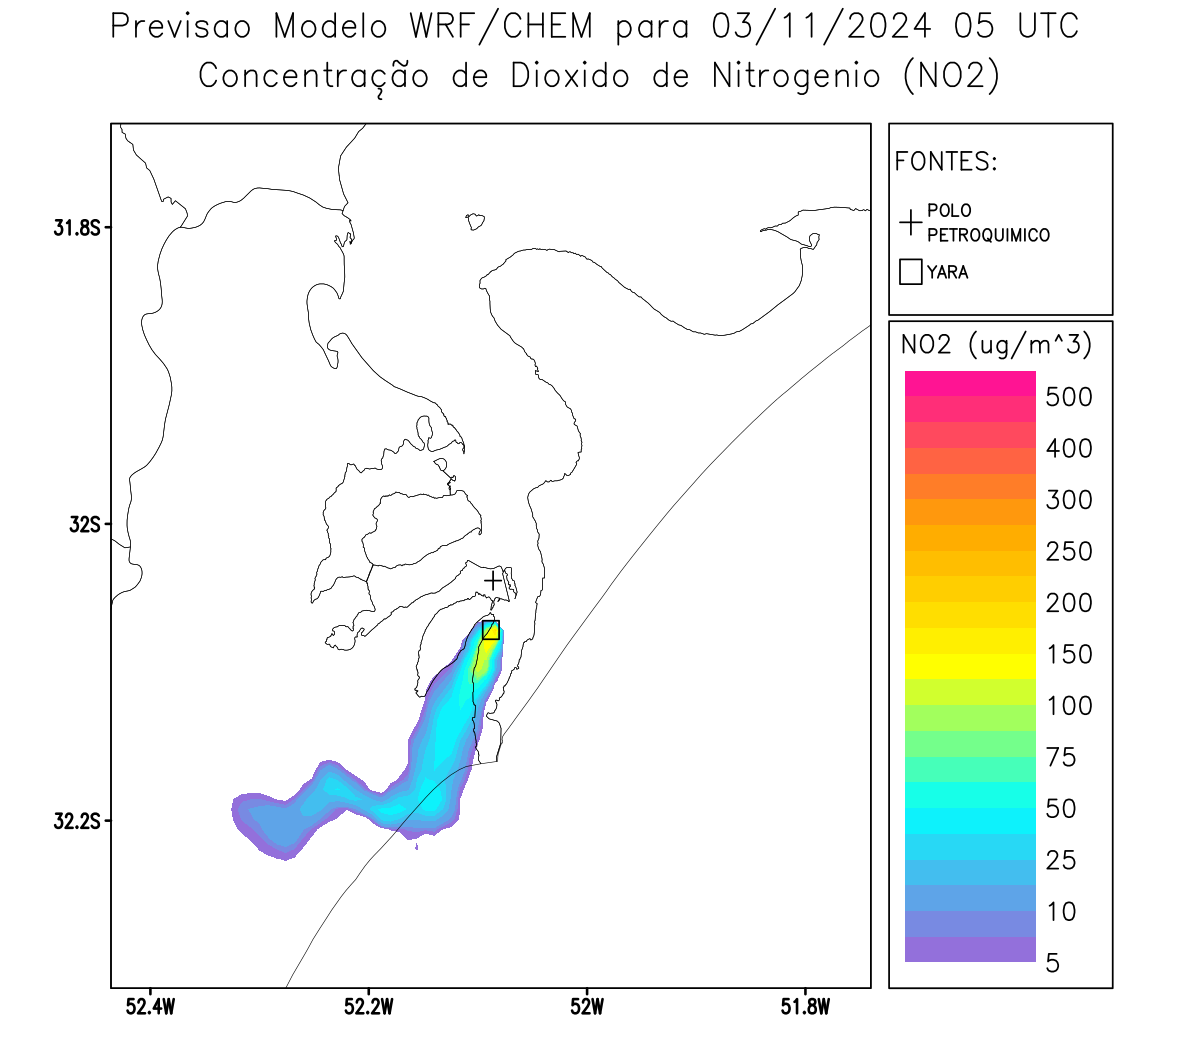 Previsao Modelo WRF/CHEM para 03/11/2024 05 UTC
Concentração de Dioxido de Nitrogenio (NO2)
FONTES:
POLO
PETROQUIMICO
YARA
NO2 (ug/m^3)
500
400
300
250
200
150
100
75
50
25
10
5
31.8S
32S
32.2S
52.4W
52.2W
52W
51.8W